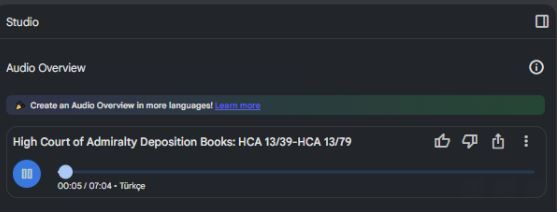 Studio
Audio Overview
Create an Audio Overview in more languages! Learn more
High Court of Admiralty Deposition Books: HCA 13/39-HCA 13/79
00:05 / 07:04 • Türkçe